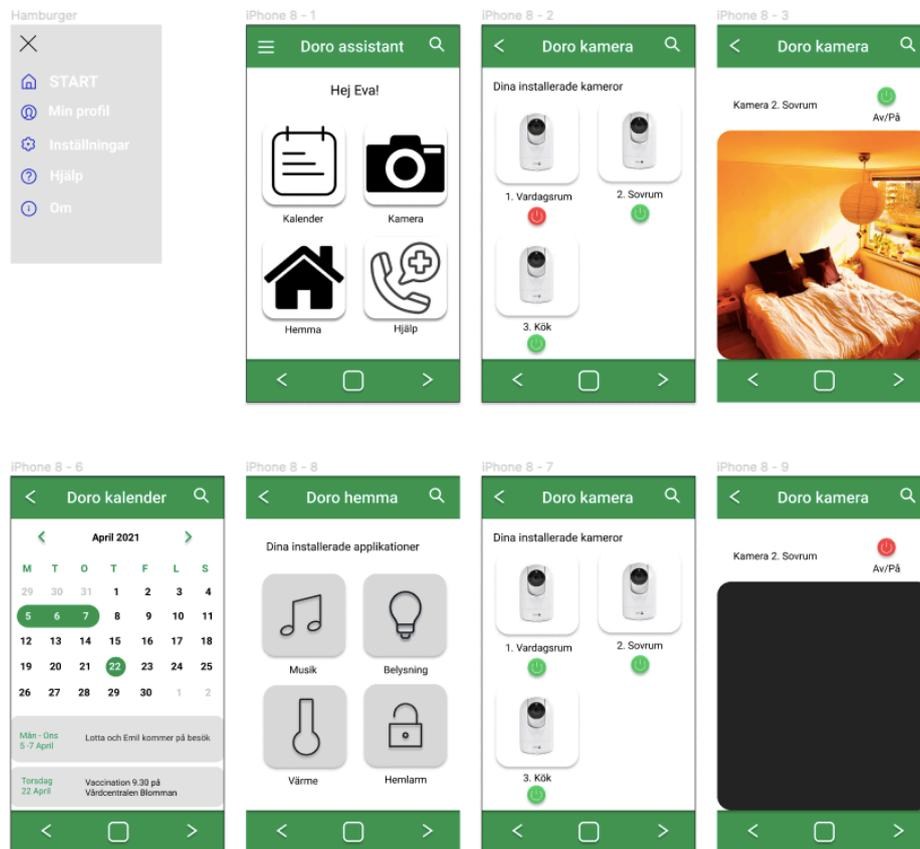 Hamburger
START
Min profil
Inställningar
Hjälp
Om
iPhone 8 - 1
Doro assistant
Hej Eva!
Kalender
Kamera
Hemma
Hjälp
iPhone 8 - 2
Doro kamera
Dina installerade kameror
1. Vardagsrum
2. Sovrum
3. Kök
iPhone 8 - 3
Doro kamera
Kamera 2. Sovrum
Av/På
iPhone 8 - 6
Doro kalender
April 2021
M T O T F L S
29 30 31 1 2 3 4
5 6 7 8 9 10 11
12 13 14 15 16 17 18
19 20 21 22 23 24 25
26 27 28 29 30 1 2
Mån - Ons
5 -7 April
Lotta och Emil kommer på besök
Torsdag
22 April
Vaccination 9.30 på
Vårdcentralen Blomman
iPhone 8 - 8
Doro hemma
Dina installerade applikationer
Musik
Belysning
Värme
Hemlarm
iPhone 8 - 7
Doro kamera
Dina installerade kameror
1. Vardagsrum
2. Sovrum
3. Kök
iPhone 8 - 9
Doro kamera
Kamera 2. Sovrum
Av/På